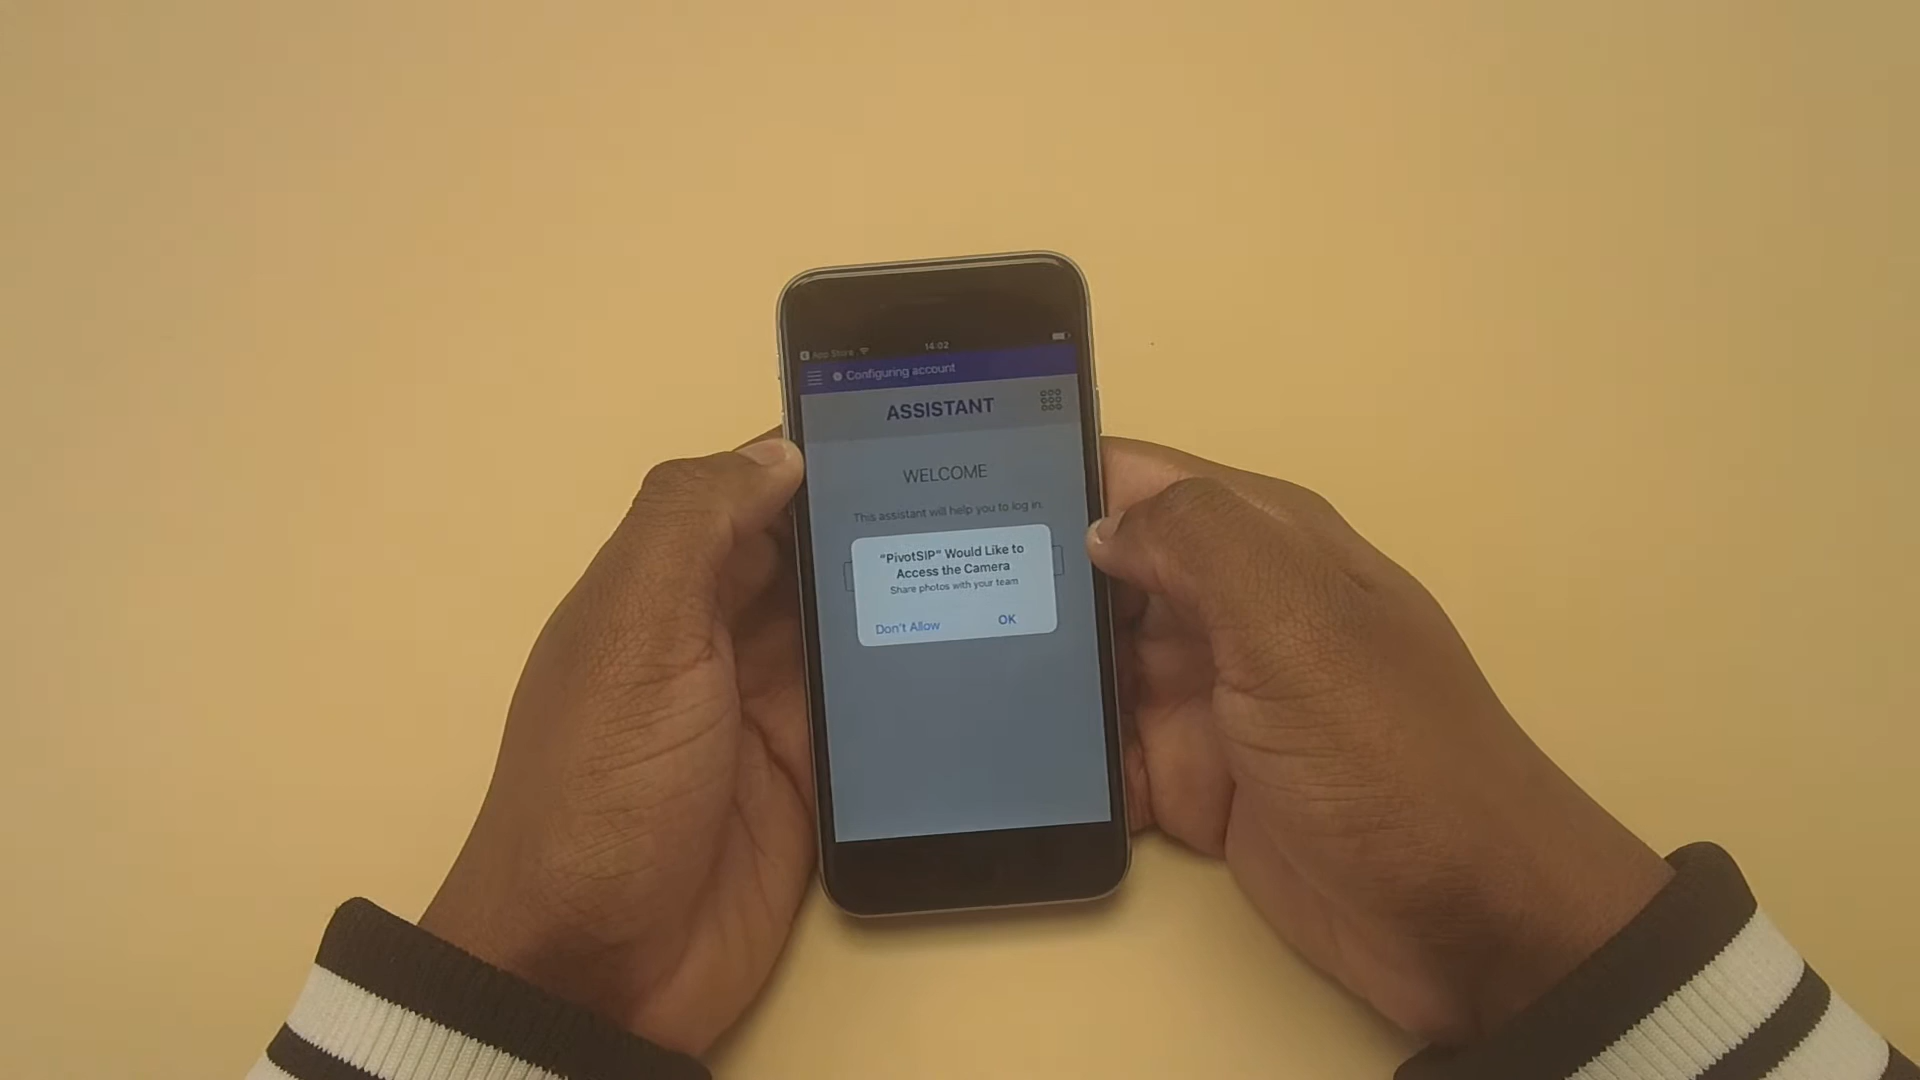 App Store
14:02
Configuring account
ASSISTANT
WELCOME
This assistant will help you to log in.
“PivotSIP” Would Like to
Access the Camera
Share photos with your team
Don't Allow
OK